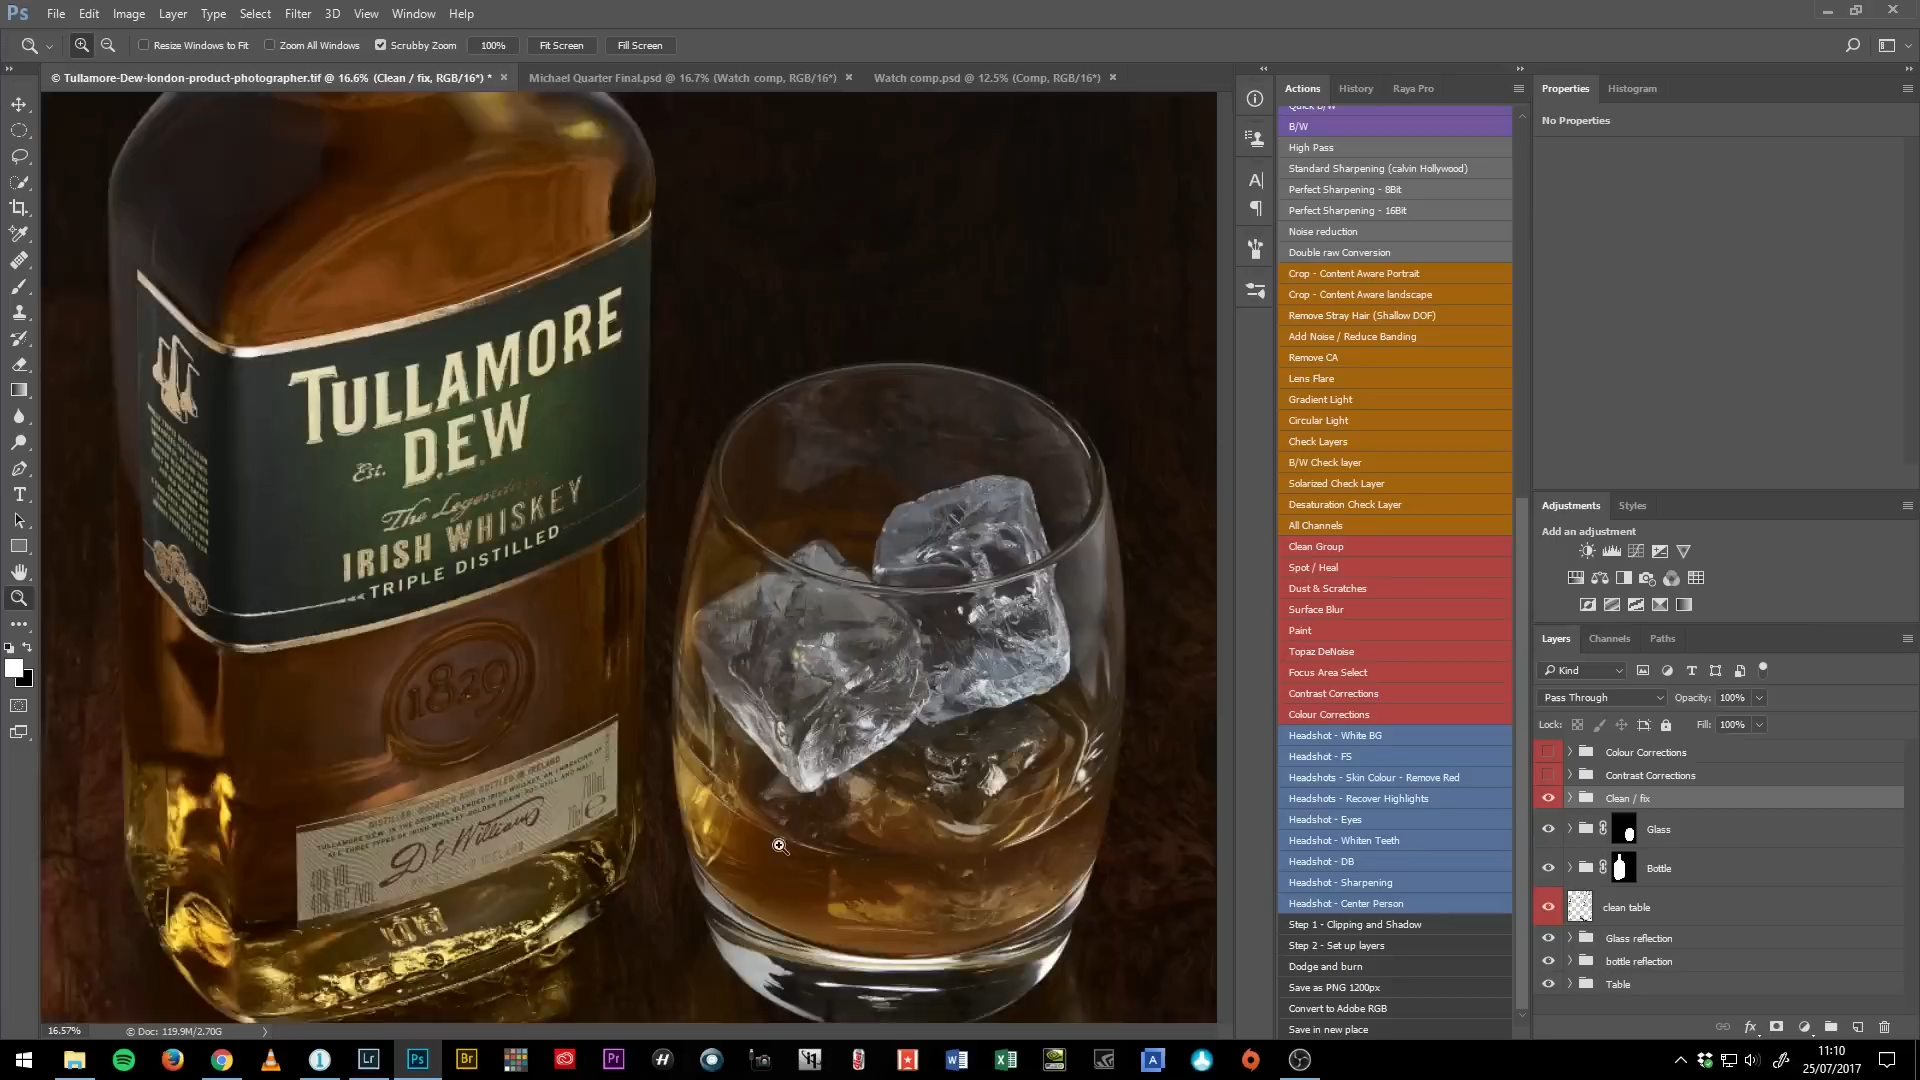 Ps File Edit Image Layer Type Select Filter 3D View Window Help
Resize Windows to Fit Zoom All Windows Scrubby Zoom 100% Fit Screen Fill Screen
© Tullamore-Dew-london-product-photographer.tif @ 16.6% (Clean / fix, RGB/16*) *
Michael Quarter Final.psd @ 16.7% (Watch comp, RGB/16*)
Watch comp.psd @ 12.5% (Comp, RGB/16*)
TULLAMORE
D.E.W
Est.
The Legendary
IRISH WHISKEY
TRIPLE DISTILLED
1829
D.E.Williams
Actions History Raya Pro
Quick B/W
B/W
High Pass
Standard Sharpening (calvin Hollywood)
Perfect Sharpening - 8Bit
Perfect Sharpening - 16Bit
Noise reduction
Double raw Conversion
Crop - Content Aware Portrait
Crop - Content Aware landscape
Remove Stray Hair (Shallow DOF)
Add Noise / Reduce Banding
Remove CA
Lens Flare
Gradient Light
Circular Light
Check Layers
B/W Check layer
Solarized Check Layer
Desaturation Check Layer
All Channels
Clean Group
Spot / Heal
Dust & Scratches
Surface Blur
Paint
Topaz DeNoise
Focus Area Select
Contrast Corrections
Colour Corrections
Headshot - White BG
Headshot - FS
Headshots - Skin Colour - Remove Red
Headshots - Recover Highlights
Headshot - Eyes
Headshot - Whiten Teeth
Headshot - DB
Headshot - Sharpening
Headshot - Center Person
Step 1 - Clipping and Shadow
Step 2 - Set up layers
Dodge and burn
Save as PNG 1200px
Convert to Adobe RGB
Save in new place
Properties Histogram
No Properties
Adjustments Styles
Add an adjustment
Layers Channels Paths
Kind
Pass Through Opacity: 100%
Lock: Fill: 100%
Colour Corrections
Contrast Corrections
Clean / fix
Glass
Bottle
clean table
Glass reflection
bottle reflection
Table
16.57% © Doc: 119.9M/2.70G
Lr Ps Br Pr
11:10
25/07/2017